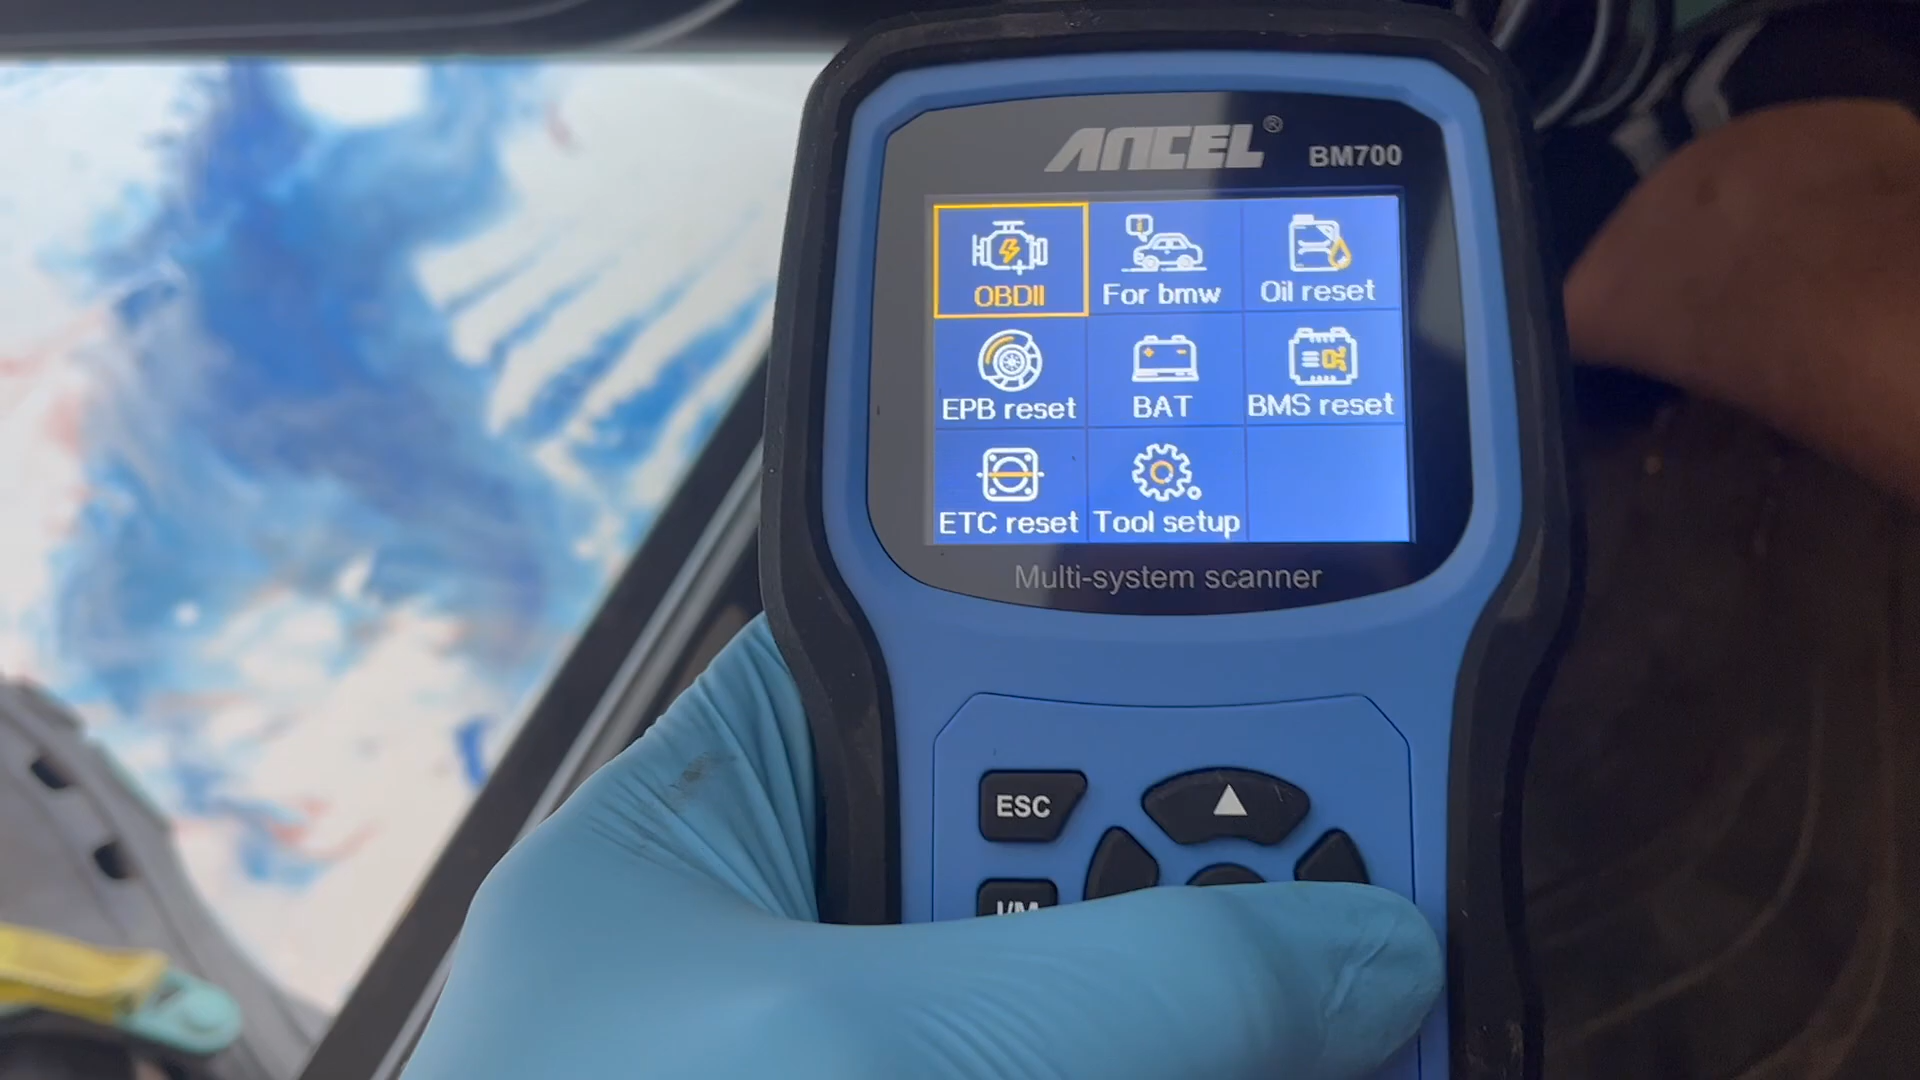 ANCEL® BM700
OBDII For bmw Oil reset
EPB reset BAT BMS reset
ETC reset Tool setup
Multi-system scanner
ESC
I/M